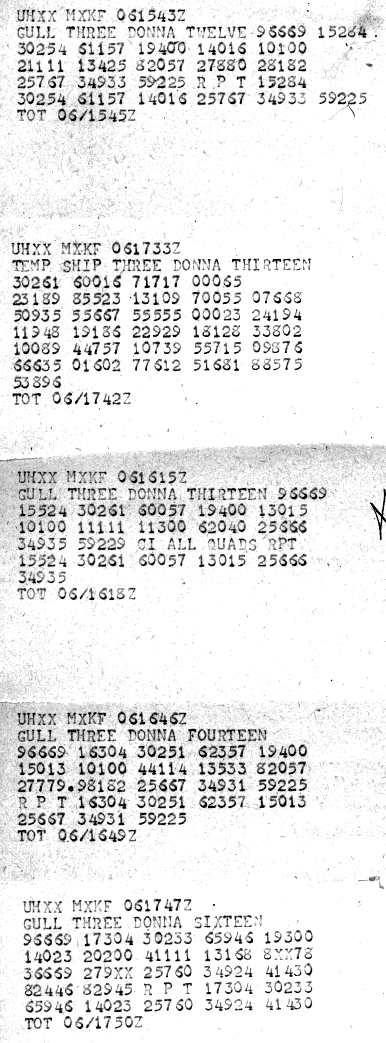 UHXX MXKF 061543Z
GULL THREE DONNA TWELVE 96669 15284
30254 61157 19400 14016 10100
21111 13425 82057 27880 28182
25767 34933 59225 R P T 15284
30254 61157 14016 25767 34933 59225
TOT 06/1545Z
UHXX MXKF 061733Z
TEMP SHIP THREE DONNA THIRTEEN
30261 60016 71717 00065
23189 85523 13109 70055 07668
50935 55667 55555 00023 24194
11948 19186 22929 18128 33802
10089 44757 10739 55715 09876
66635 01602 77612 51681 88575
53896
TOT 06/1742Z
UHXX MXKF 061615Z
GULL THREE DONNA THIRTEEN 96669
15524 30261 60057 19400 13015
10100 11111 11300 62040 25666
34935 59229 CI ALL QUADS RPT
15524 30261 60057 13015 25666
34935
TOT 06/1618Z
UHXX MXKF 061646Z
GULL THREE DONNA FOURTEEN
96669 16304 30251 62357 19400
15013 10100 44114 13533 82057
27779.98182 25667 34931 59225
R P T 16304 30251 62357 15013
25667 34931 59225
TOT 06/1649Z
UHXX MXKF 061747Z
GULL THREE DONNA SIXTEEN
96669 17304 30233 65946 19300
14023 20200 41111 13168 8XX78
36669 279XX 25760 34924 41430
82446 82945 R P T 17304 30233
65946 14023 25760 34924 41430
TOT 06/1750Z